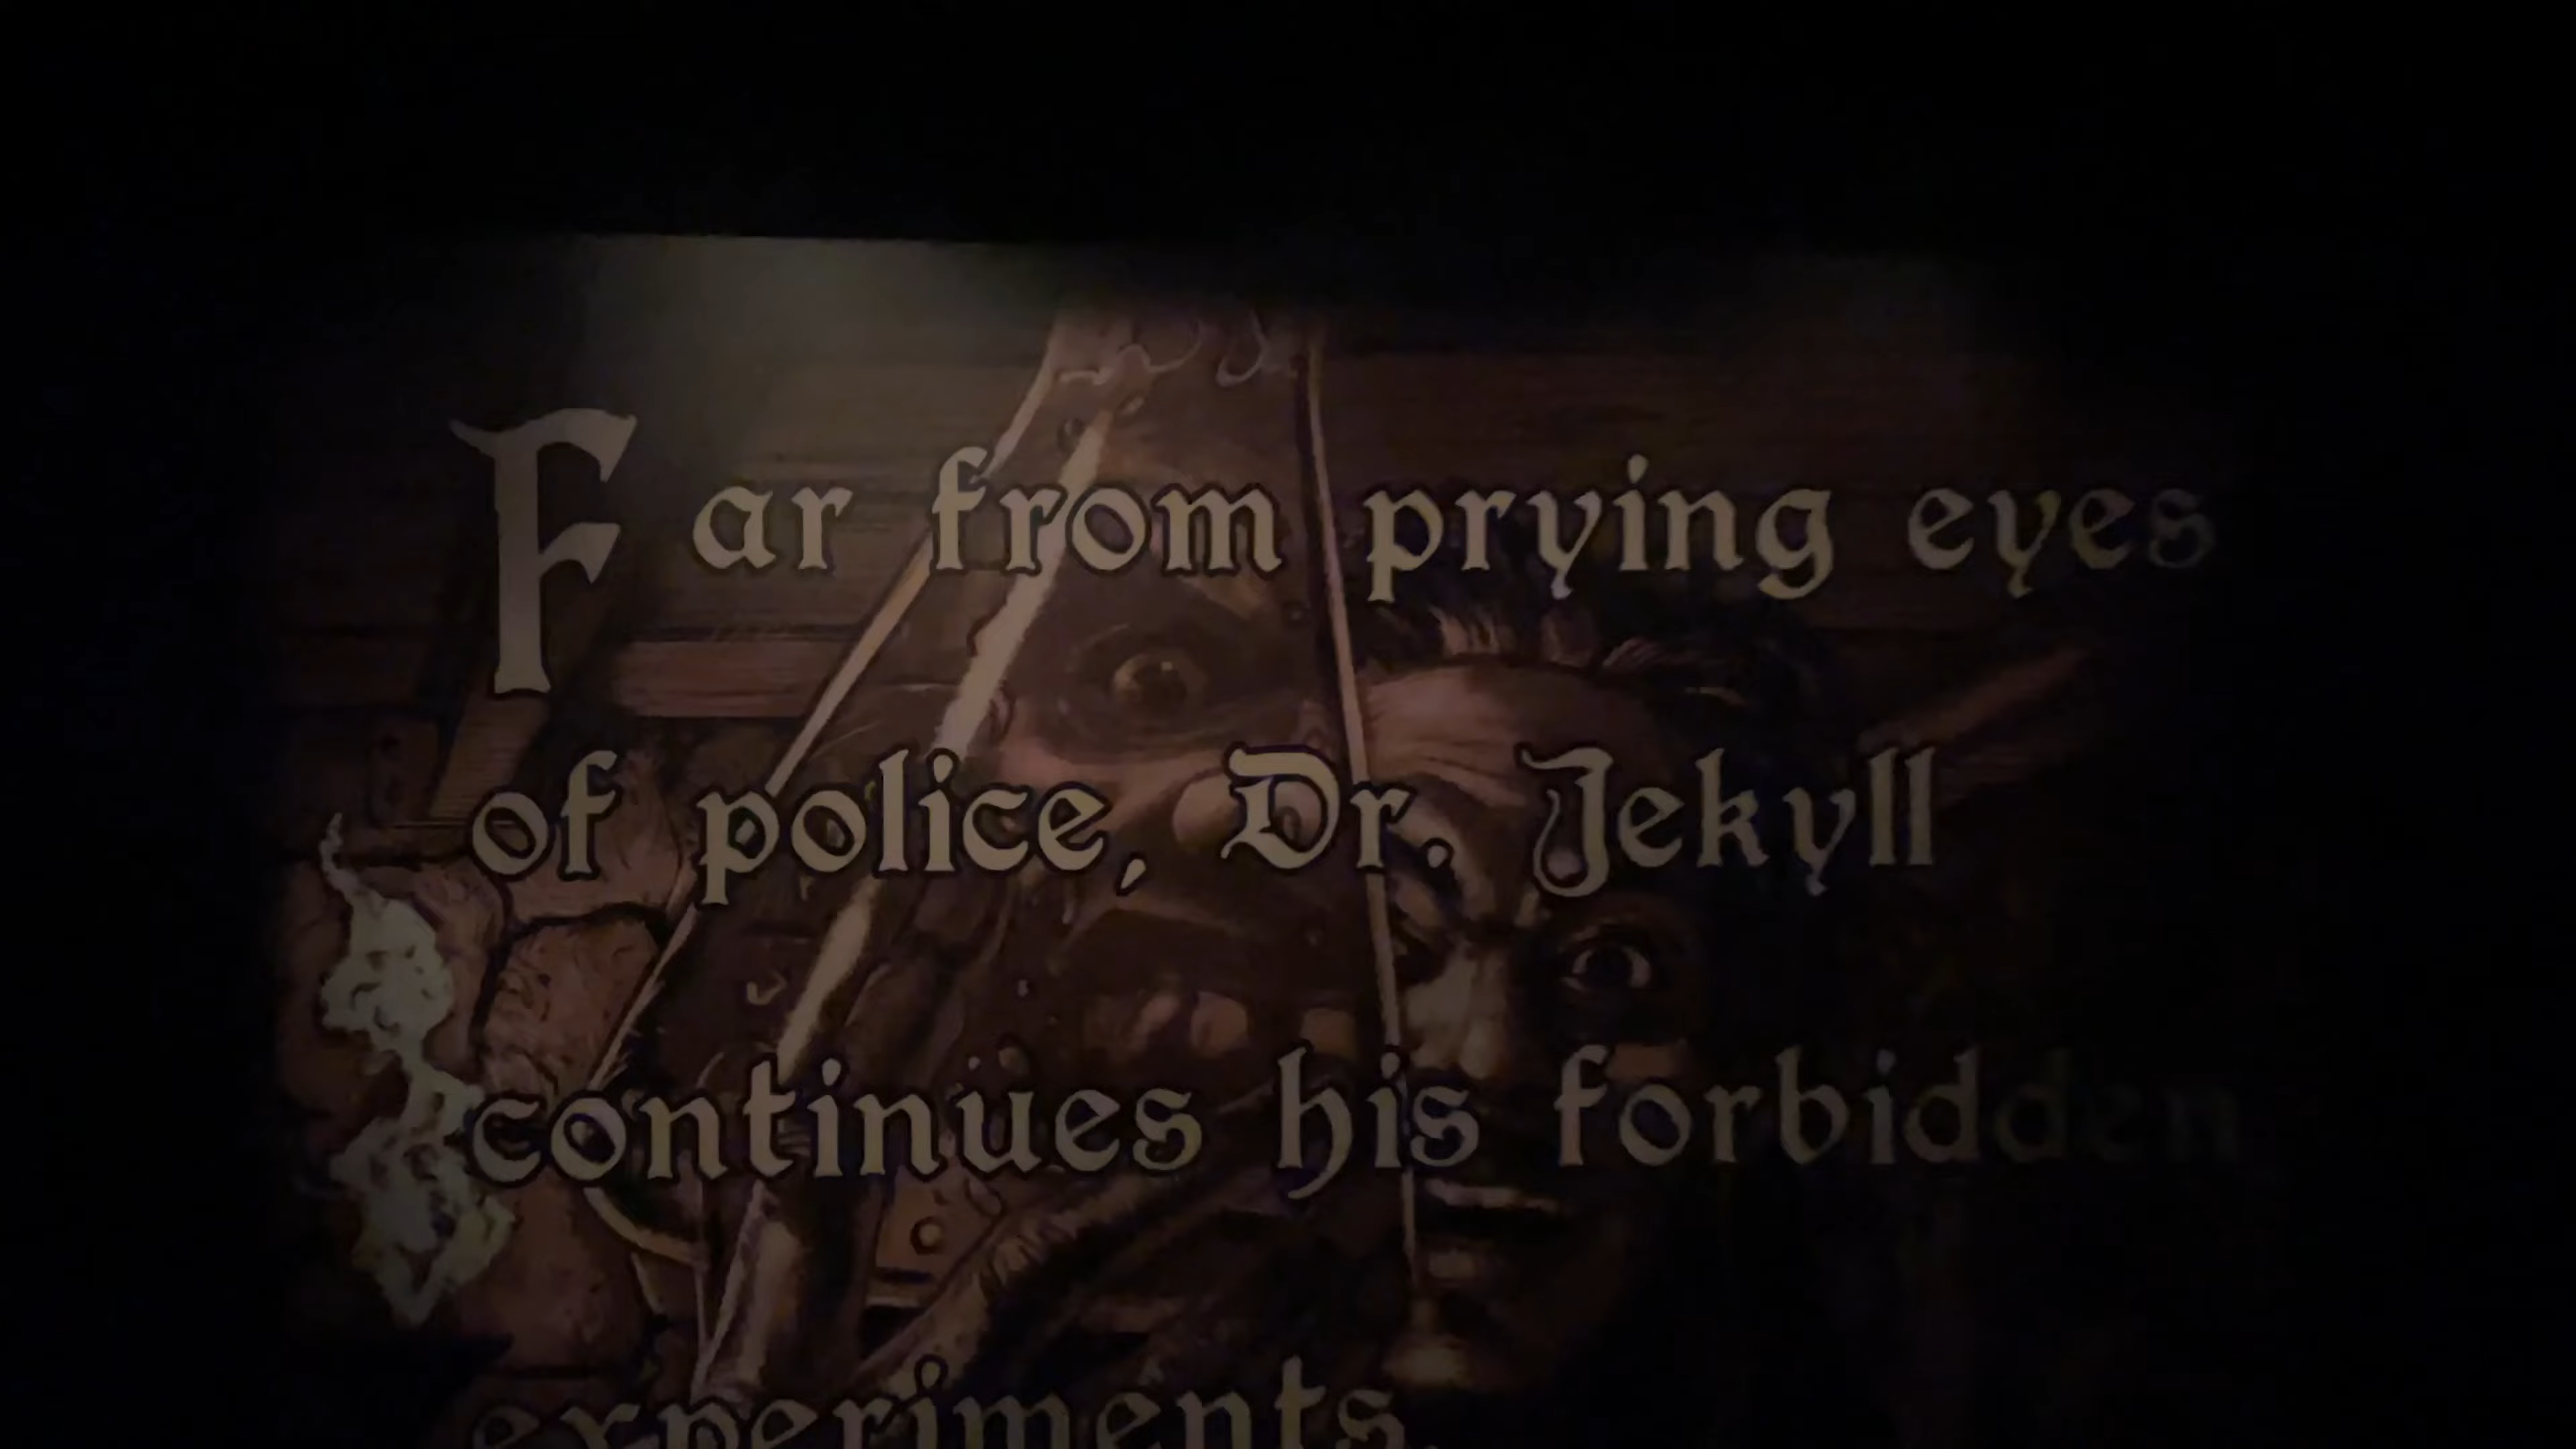 Far from prying eyes
of police, Dr. Jekyll
continues his forbidden
experiments.